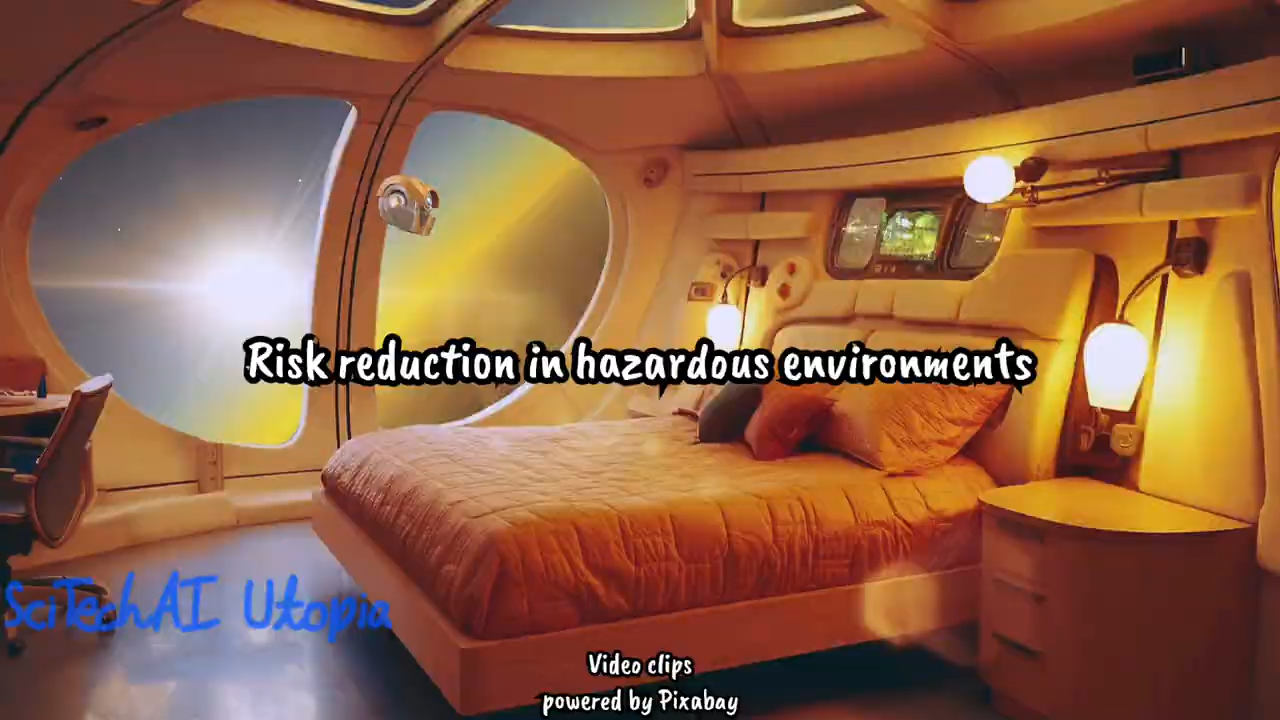 Risk reduction in hazardous environments
SciTechAI Utopia
Video clips
powered by Pixabay